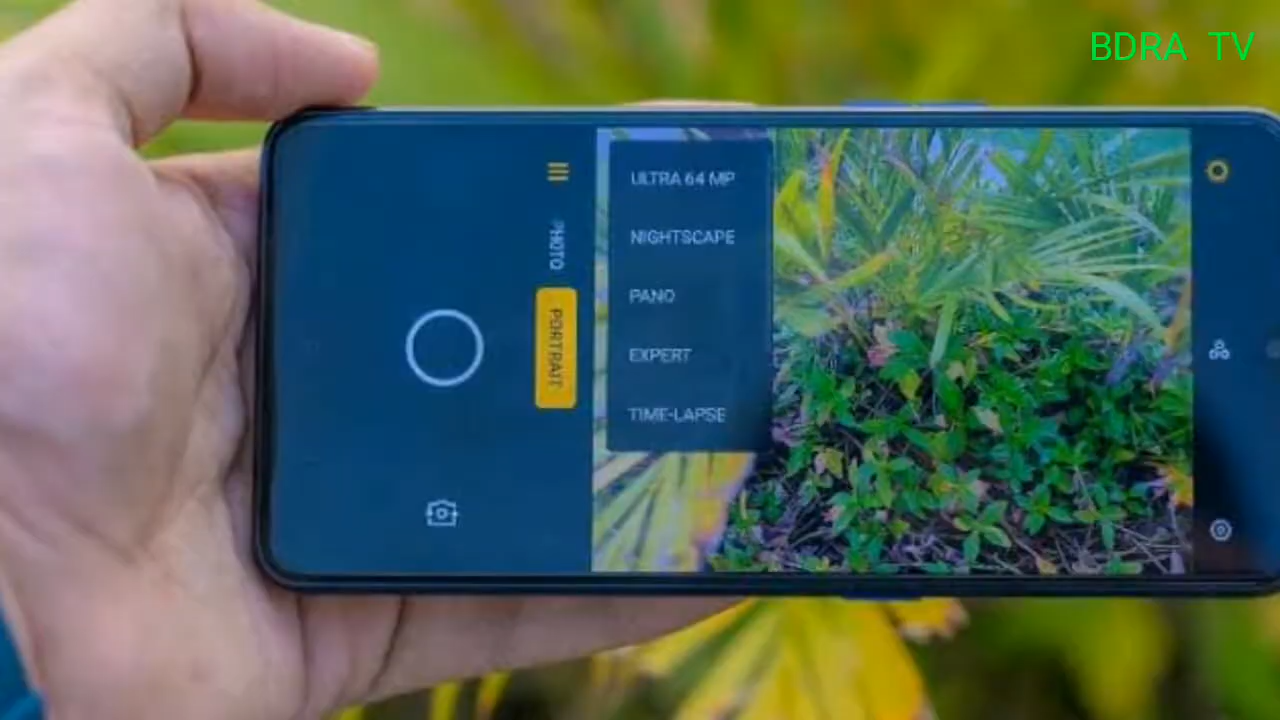 BDRA TV
ULTRA 64 MP
NIGHTSCAPE
PANO
EXPERT
TIME-LAPSE
PHOTO
PORTRAIT